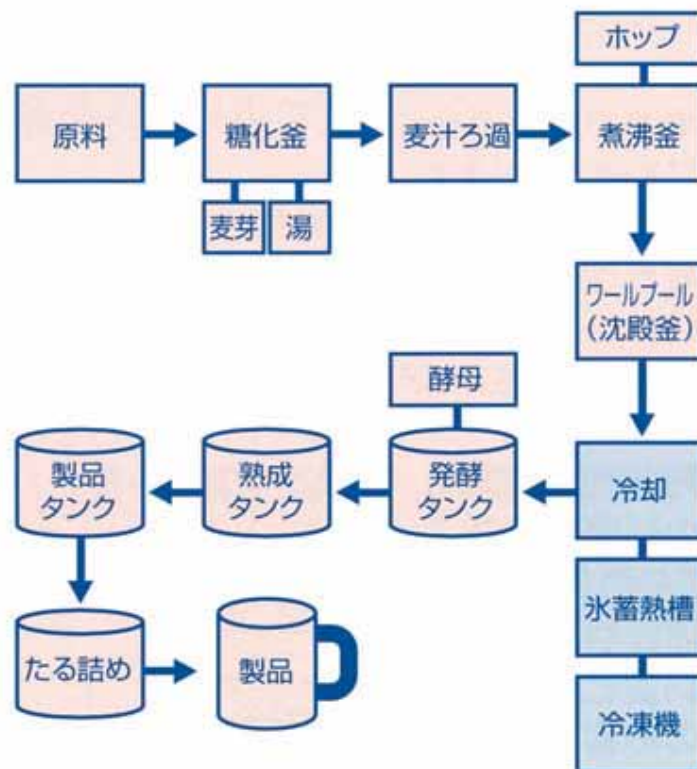 ホップ
原料
糖化釜
麦汁ろ過
煮沸釜
麦芽
湯
ワールプール
(沈殿釜)
酵母
製品
タンク
熟成
タンク
発酵
タンク
冷却
氷蓄熱槽
たる詰め
製品
冷凍機